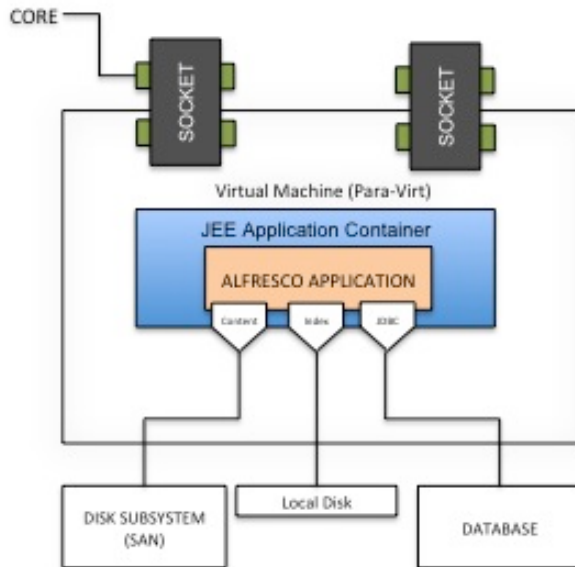 CORE
SOCKET
SOCKET
Virtual Machine (Para-Virt)
JEE Application Container
ALFRESCO APPLICATION
Content
Index
JDBC
DISK SUBSYSTEM
(SAN)
Local Disk
DATABASE